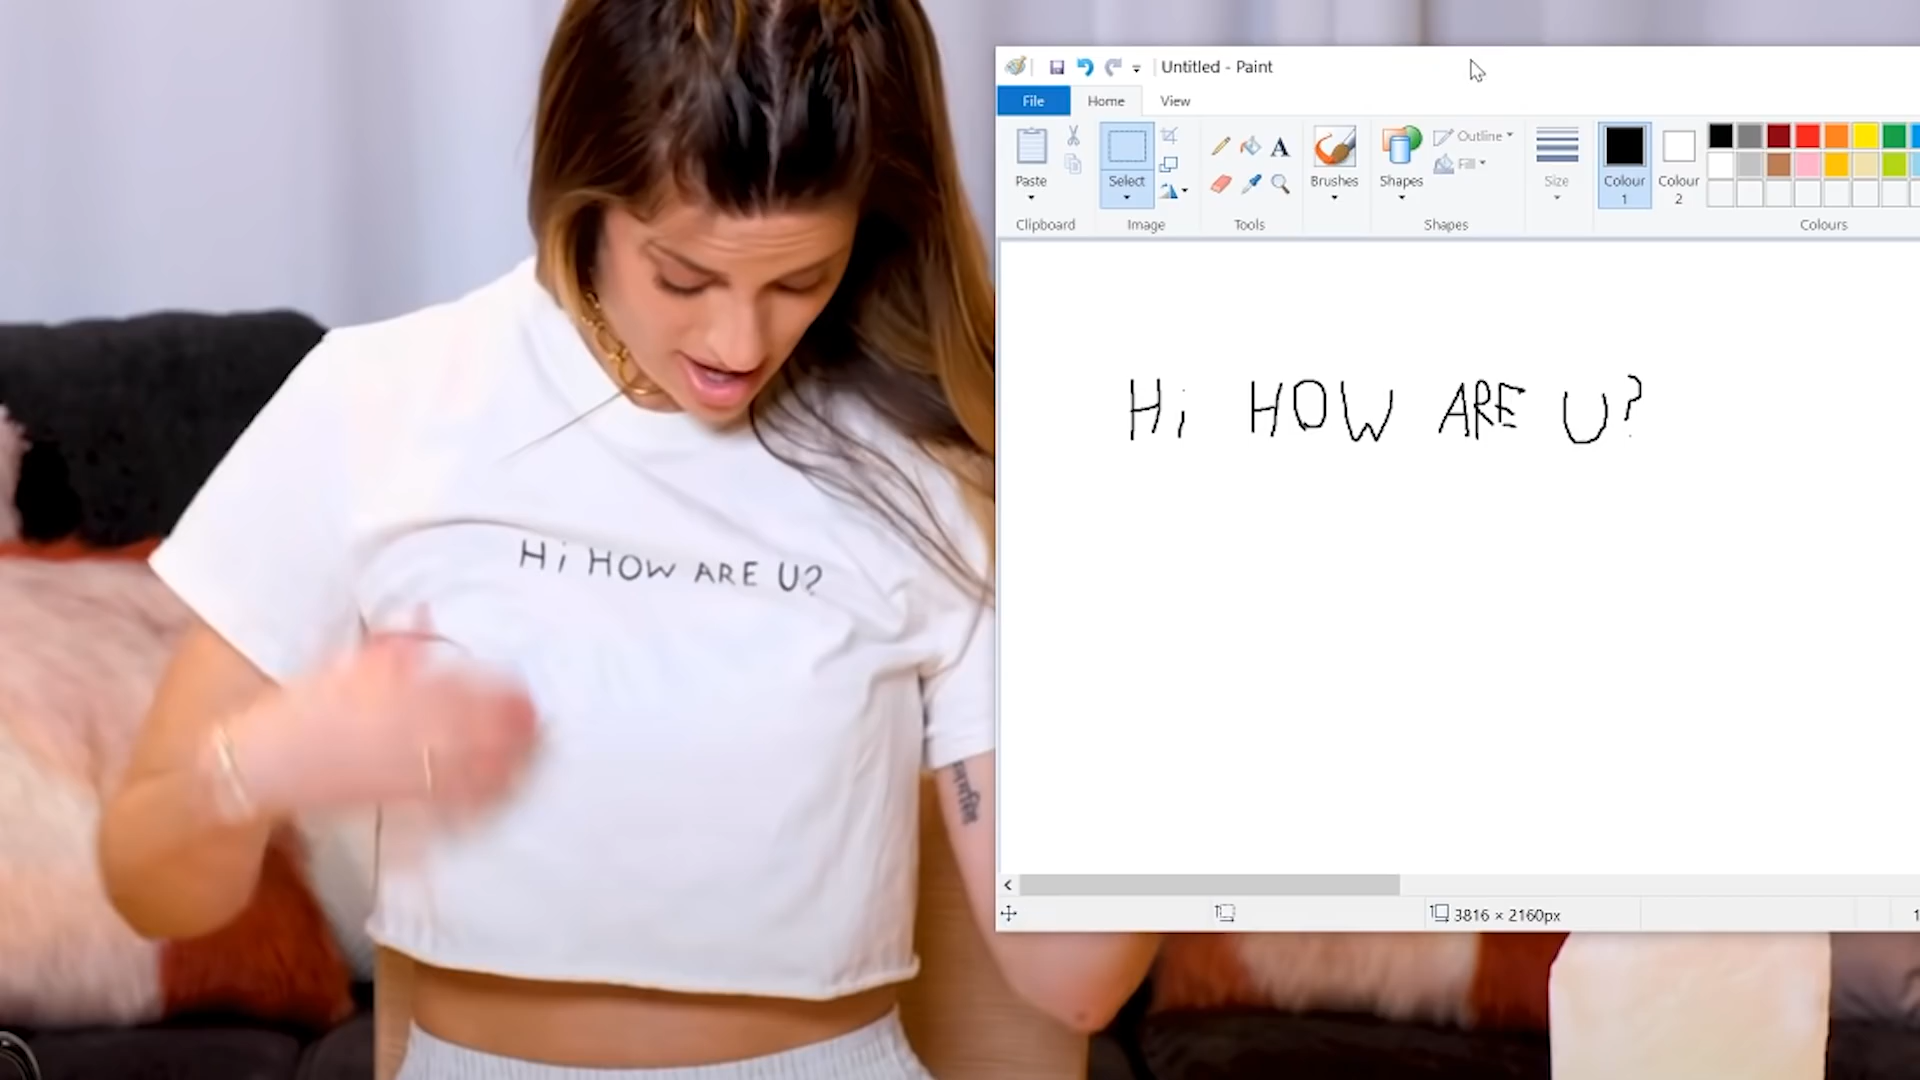 Untitled - Paint
File Home View
Outline
Fill
Paste Select Brushes Shapes Size Colour 1 Colour 2
Clipboard Image Tools Shapes Colours
Hi HOW ARE U?
Hi HOW ARE U?
3816 × 2160px